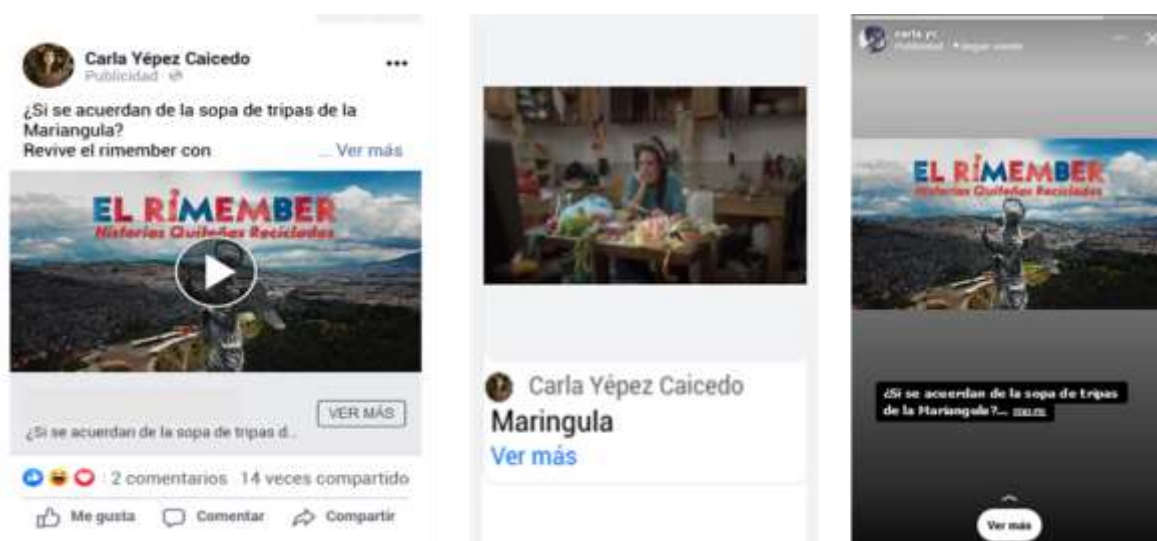 Carla Yépez Caicedo
Publicidad
¿Si se acuerdan de la sopa de tripas de la
Mariangula?
Revive el rimember con ... Ver más
EL RIMEMBER
Historias Quiteñas Recicladas
¿Si se acuerdan de la sopa de tripas d...
VER MÁS
2 comentarios 14 veces compartido
Me gusta Comentar Compartir
Carla Yépez Caicedo
Maringula
Ver más
carla yc
Publicidad
EL RIMEMBER
Historias Quiteñas Recicladas
¿Si se acuerdan de la sopa de tripas
de la Mariangula?...
Ver más